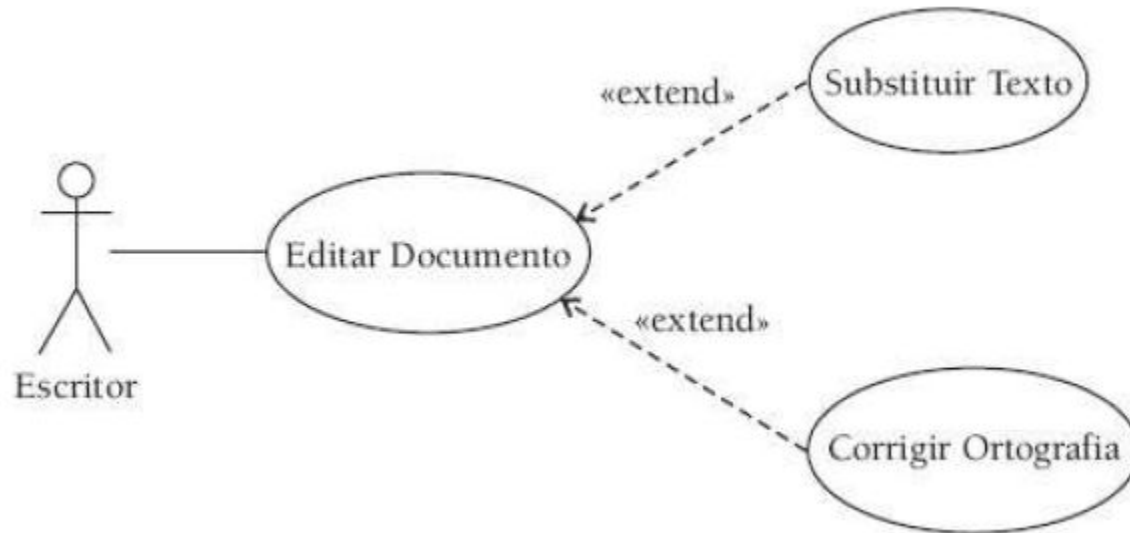 Substituir Texto
«extend»
Editar Documento
«extend»
Escritor
Corrigir Ortografia